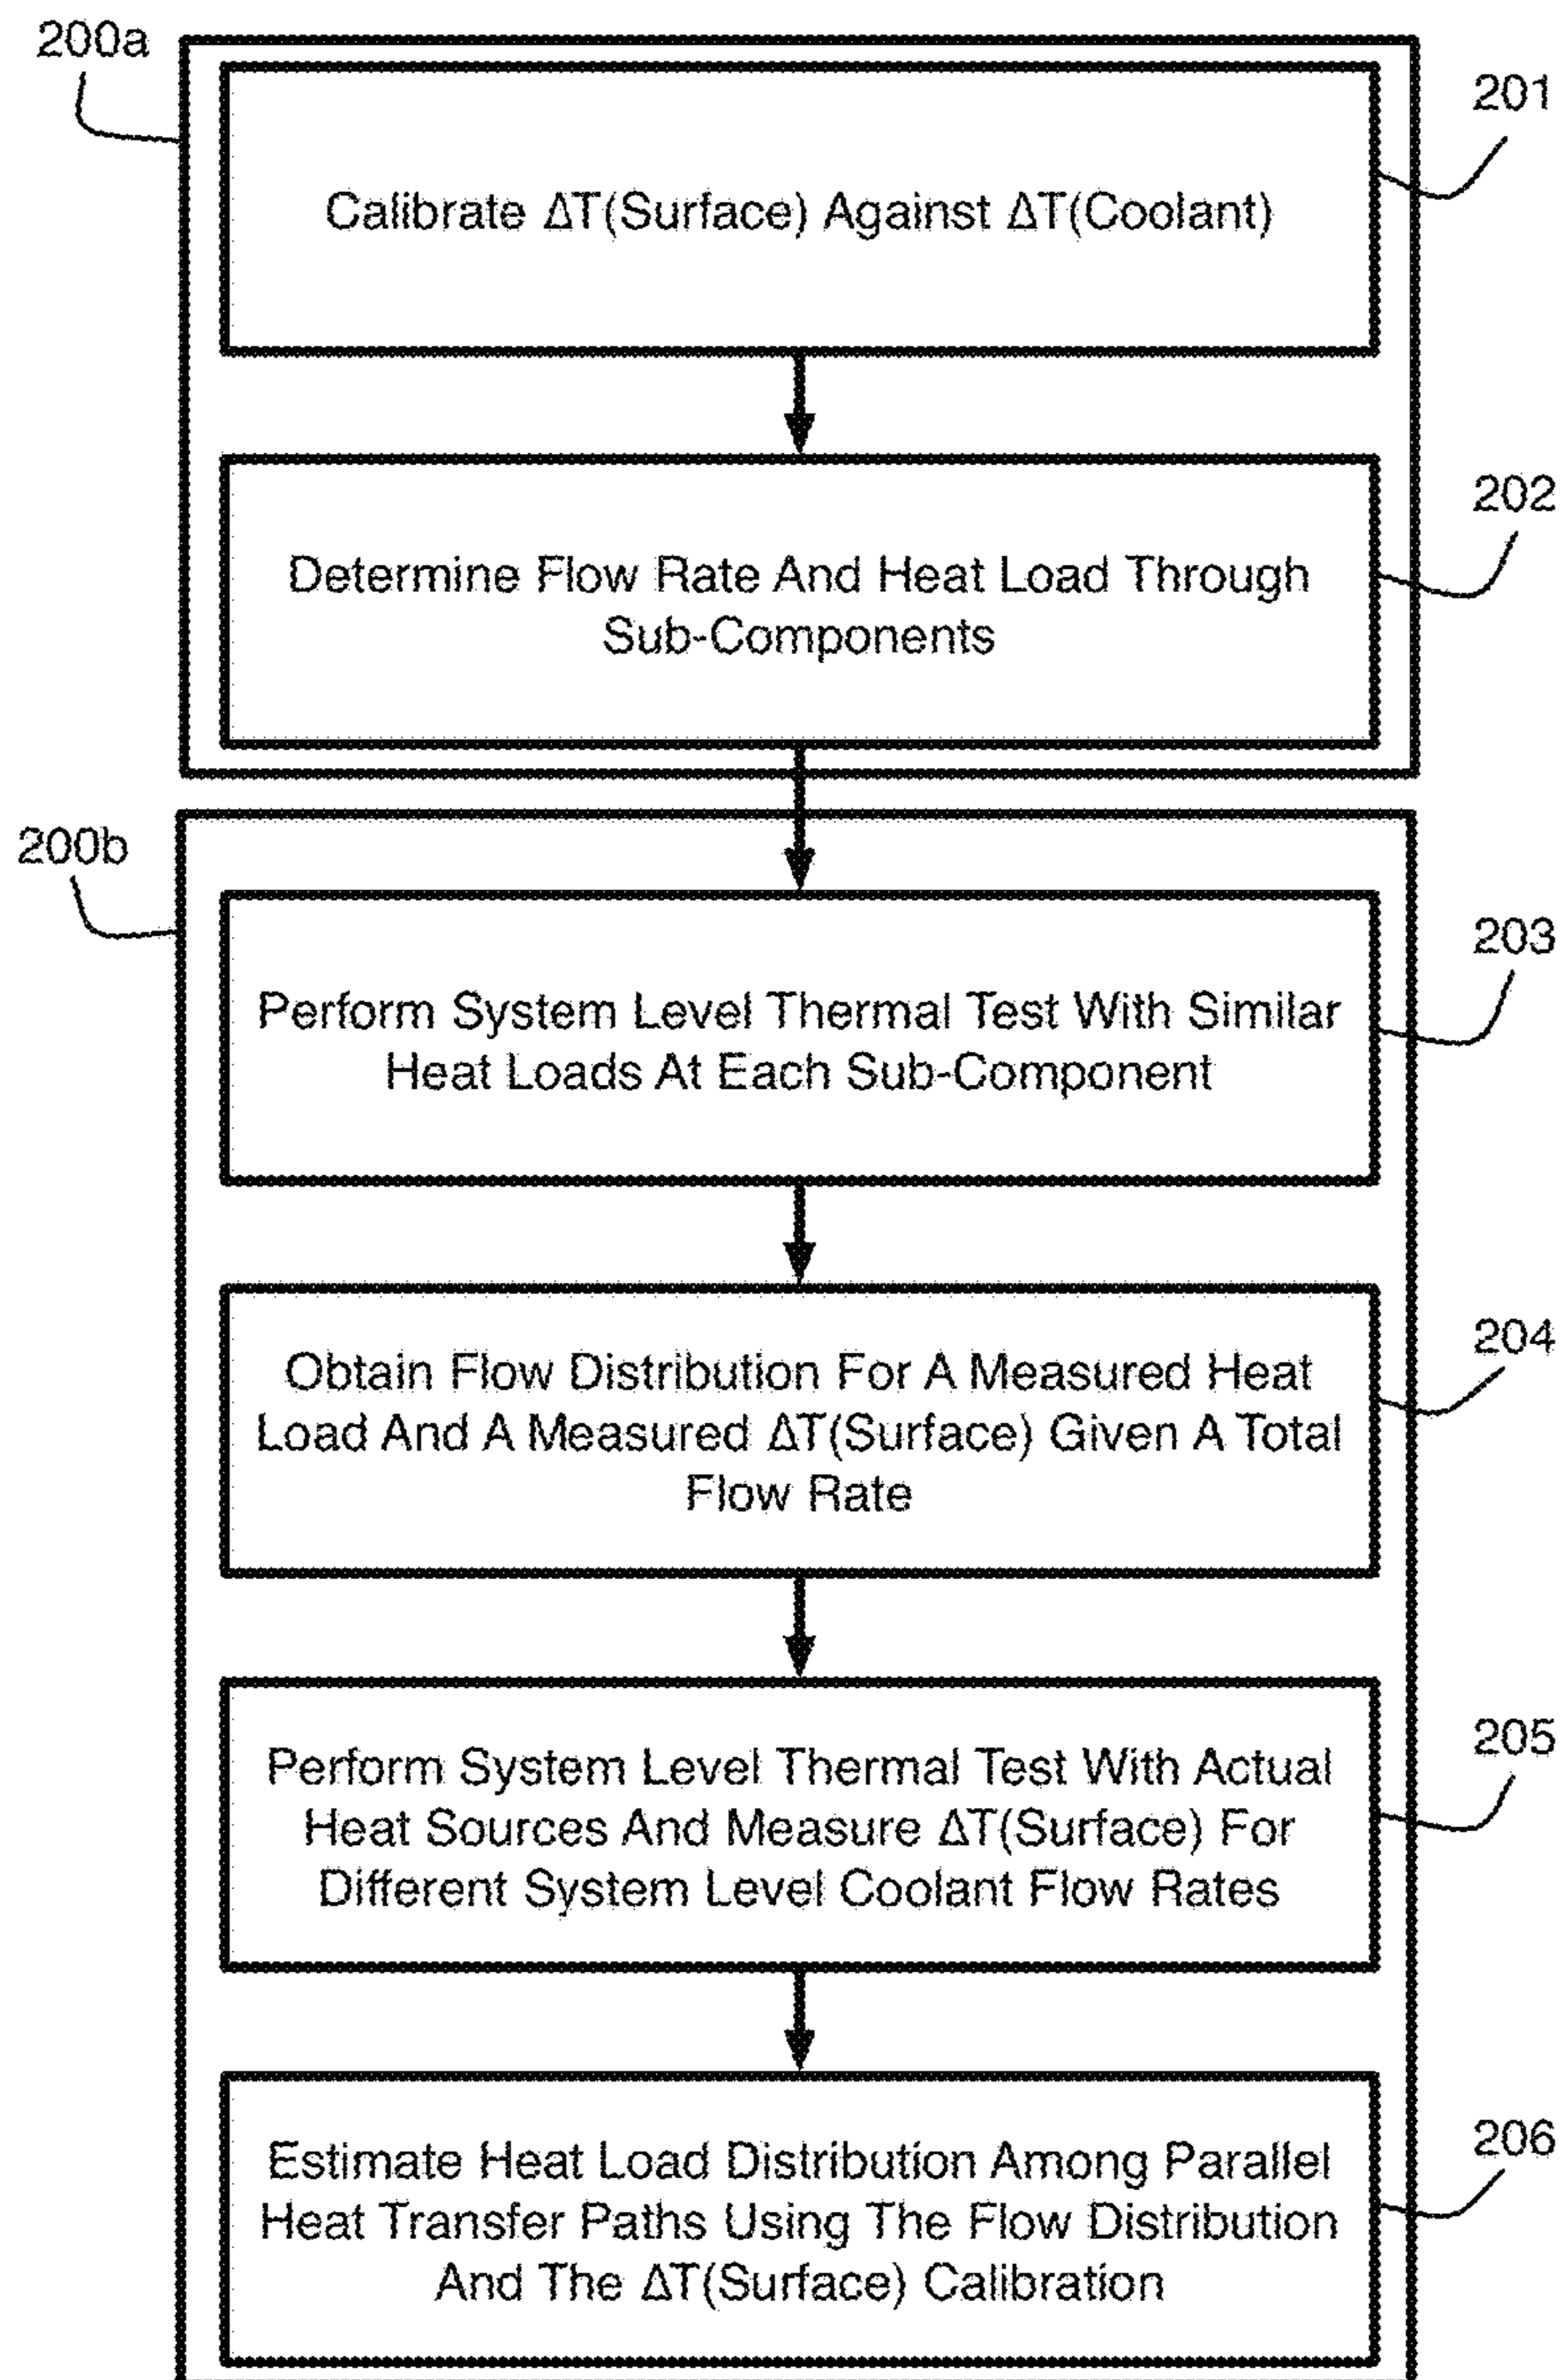 200a
201
Calibrate ΔT(Surface) Against ΔT(Coolant)
202
Determine Flow Rate And Heat Load Through
Sub-Components
200b
203
Perform System Level Thermal Test With Similar
Heat Loads At Each Sub-Component
204
Obtain Flow Distribution For A Measured Heat
Load And A Measured ΔT(Surface) Given A Total
Flow Rate
205
Perform System Level Thermal Test With Actual
Heat Sources And Measure ΔT(Surface) For
Different System Level Coolant Flow Rates
206
Estimate Heat Load Distribution Among Parallel
Heat Transfer Paths Using The Flow Distribution
And The ΔT(Surface) Calibration